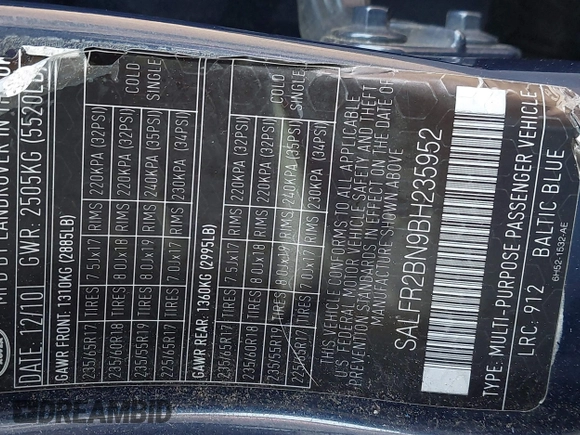 MFD BY LANDROVER IN THE
DATE: 12/10 GWR: 2505KG (5520LB)
GAWR FRONT: 1310KG (2885LB) COLD SINGLE
235/65R17 TIRES 7.5Jx17 RIMS 220KPA (32PSI)
235/60R18 TIRES 8.0Jx18 RIMS 220KPA (32PSI)
235/55R19 TIRES 8.0Jx19 RIMS 240KPA (35PSI)
225/65R17 TIRES 7.0Jx17 RIMS 230KPA (34PSI)
GAWR REAR: 1360KG (2995LB) COLD SINGLE
235/65R17 TIRES 7.5Jx17 RIMS 220KPA (32PSI)
235/60R18 TIRES 8.0Jx18 RIMS 220KPA (32PSI)
235/55R19 TIRES 8.0Jx19 RIMS 240KPA (35PSI)
225/65R17 TIRES 7.0Jx17 RIMS 230KPA (34PSI)
THIS VEHICLE CONFORMS TO ALL APPLICABLE
U.S. FEDERAL MOTOR VEHICLE SAFETY AND THEFT
PREVENTION STANDARDS IN EFFECT ON THE DATE OF
MANUFACTURE SHOWN ABOVE
SALFR2BN9BH235952
TYPE: MULTI-PURPOSE PASSENGER VEHICLE
LRC: 912 BALTIC BLUE
6H52-1532-AE
DREAMBID